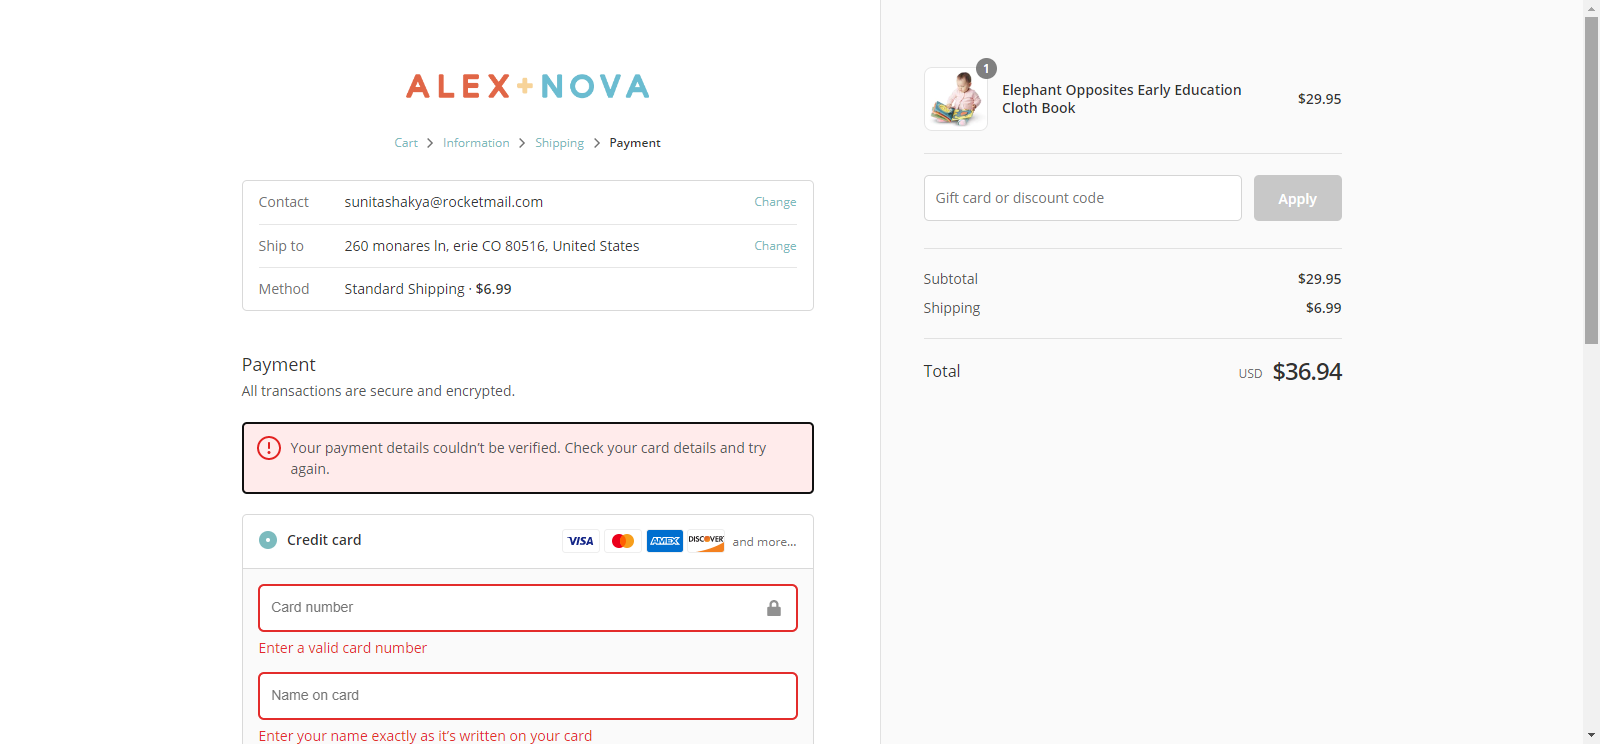 ALEX+NOVA
Cart > Information > Shipping > Payment
Contact sunitashakya@rocketmail.com Change
Ship to 260 monares ln, erie CO 80516, United States Change
Method Standard Shipping · $6.99
Payment
All transactions are secure and encrypted.
Your payment details couldn’t be verified. Check your card details and try
again.
Credit card VISA AMEX DISCOVER and more...
Card number
Enter a valid card number
Name on card
Enter your name exactly as it’s written on your card
1
Elephant Opposites Early Education
Cloth Book
$29.95
Gift card or discount code Apply
Subtotal $29.95
Shipping $6.99
Total USD $36.94